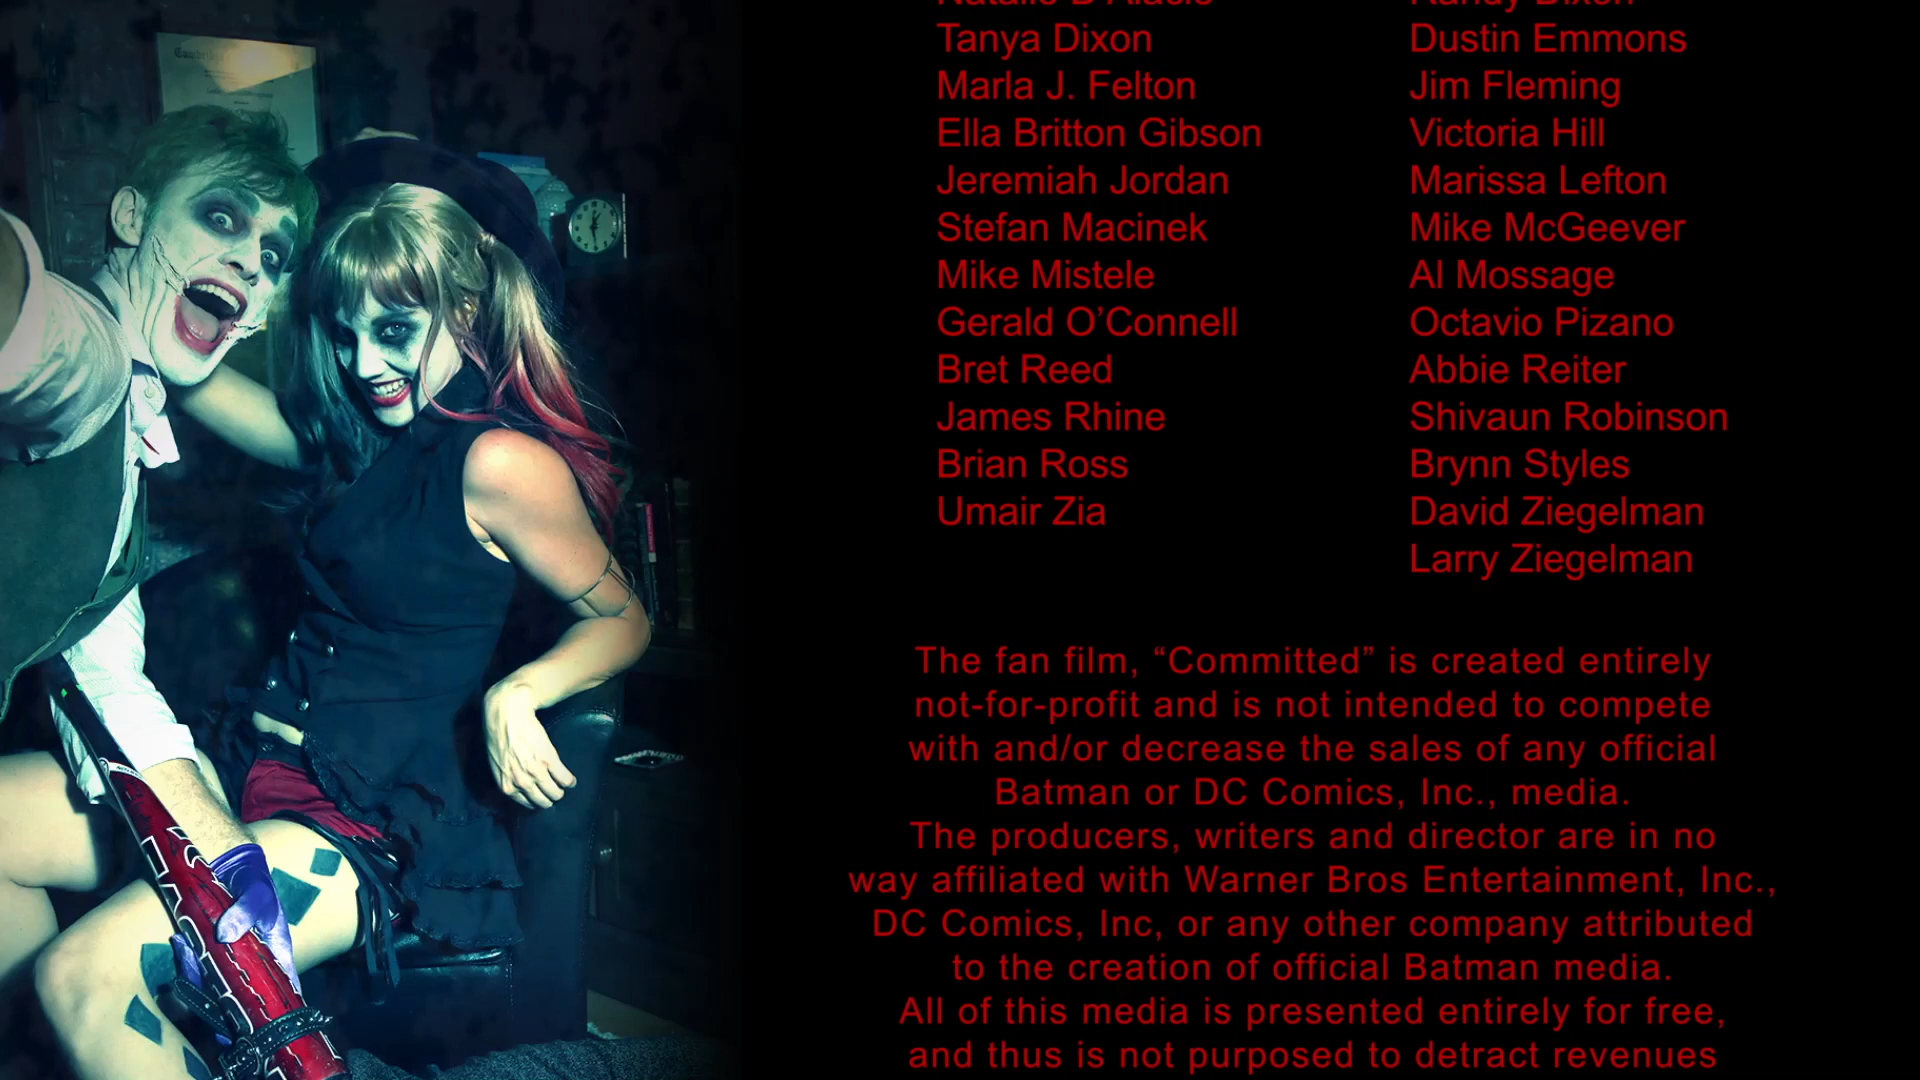 Natalie D'Alasio
Tanya Dixon
Marla J. Felton
Ella Britton Gibson
Jeremiah Jordan
Stefan Macinek
Mike Mistele
Gerald O’Connell
Bret Reed
James Rhine
Brian Ross
Umair Zia
Randy Dixon
Dustin Emmons
Jim Fleming
Victoria Hill
Marissa Lefton
Mike McGeever
Al Mossage
Octavio Pizano
Abbie Reiter
Shivaun Robinson
Brynn Styles
David Ziegelman
Larry Ziegelman
The fan film, “Committed” is created entirely
not-for-profit and is not intended to compete
with and/or decrease the sales of any official
Batman or DC Comics, Inc., media.
The producers, writers and director are in no
way affiliated with Warner Bros Entertainment, Inc.,
DC Comics, Inc, or any other company attributed
to the creation of official Batman media.
All of this media is presented entirely for free,
and thus is not purposed to detract revenues